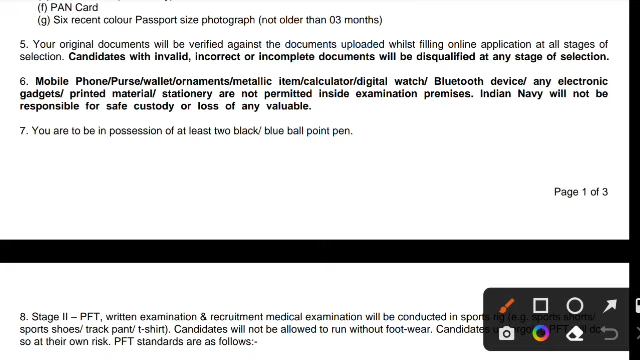 (f) PAN Card
(g) Six recent colour Passport size photograph (not older than 03 months)
5. Your original documents will be verified against the documents uploaded whilst filling online application at all stages of
selection. Candidates with invalid, incorrect or incomplete documents will be disqualified at any stage of selection.
6. Mobile Phone/Purse/wallet/ornaments/metallic item/calculator/digital watch/ Bluetooth device/ any electronic
gadgets/ printed material/ stationery are not permitted inside examination premises. Indian Navy will not be
responsible for safe custody or loss of any valuable.
7. You are to be in possession of at least two black/ blue ball point pen.
Page 1 of 3
8. Stage II – PFT, written examination & recruitment medical examination will be conducted in sports rig (e.g. sports shorts/
sports shoes/ track pant/ t-shirt). Candidates will not be allowed to run without foot-wear. Candidates PFT will do
so at their own risk. PFT standards are as follows:-